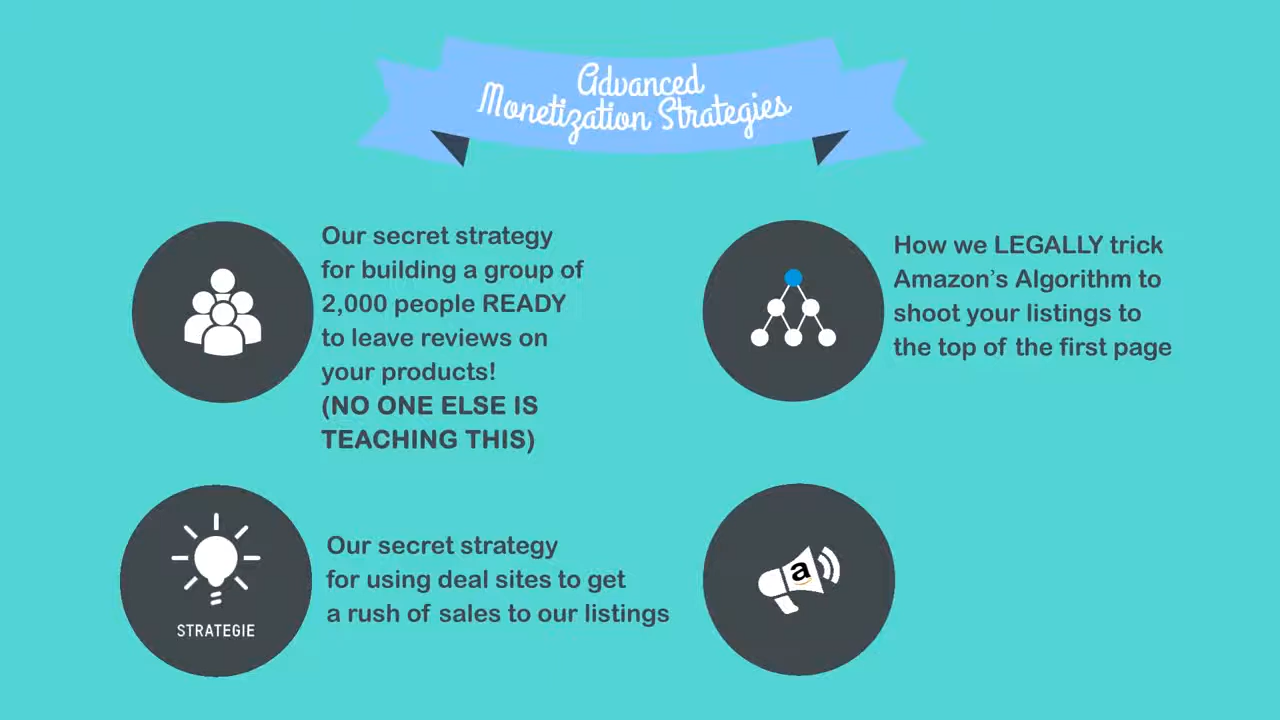 Advanced
Monetization Strategies
Our secret strategy
for building a group of
2,000 people READY
to leave reviews on
your products!
(NO ONE ELSE IS
TEACHING THIS)
How we LEGALLY trick
Amazon's Algorithm to
shoot your listings to
the top of the first page
STRATEGIE
Our secret strategy
for using deal sites to get
a rush of sales to our listings
a